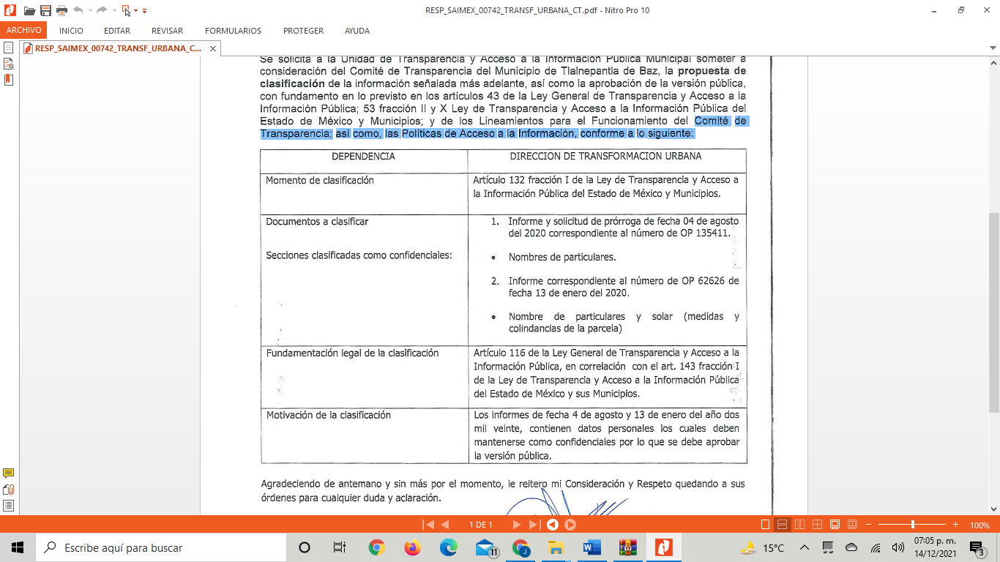 RESP_SAIMEX_00742_TRANSF_URBANA_CT.pdf - Nitro Pro 10
ARCHIVO INICIO EDITAR REVISAR FORMULARIOS PROTEGER AYUDA
RESP_SAIMEX_00742_TRANSF_URBANA_C...
Se solicita a la Unidad de Transparencia y Acceso a la Información Pública Municipal someter a
consideración del Comité de Transparencia del Municipio de Tlalnepantla de Baz, la propuesta de
clasificación de la información señalada más adelante, así como la aprobación de la versión pública,
con fundamento en lo previsto en los artículos 43 de la Ley General de Transparencia y Acceso a la
Información Pública; 53 fracción II y X Ley de Transparencia y Acceso a la Información Pública del
Estado de México y Municipios; y de los Lineamientos para el Funcionamiento del Comité de
Transparencia; así como, las Políticas de Acceso a la Información, conforme a lo siguiente:
DEPENDENCIA
DIRECCION DE TRANSFORMACION URBANA
Momento de clasificación
Artículo 132 fracción I de la Ley de Transparencia y Acceso a
la Información Pública del Estado de México y Municipios.
Documentos a clasificar
Secciones clasificadas como confidenciales:
1. Informe y solicitud de prórroga de fecha 04 de agosto
del 2020 correspondiente al número de OP 135411.
• Nombres de particulares.
2. Informe correspondiente al número de OP 62626 de
fecha 13 de enero del 2020.
• Nombre de particulares y solar (medidas y
colindancias de la parcela)
Fundamentación legal de la clasificación
Artículo 116 de la Ley General de Transparencia y Acceso a la
Información Pública, en correlación con el art. 143 fracción I
de la Ley de Transparencia y Acceso a la Información Pública
del Estado de México y sus Municipios.
Motivación de la clasificación
Los informes de fecha 4 de agosto y 13 de enero del año dos
mil veinte, contienen datos personales los cuales deben
mantenerse como confidenciales por lo que se debe aprobar
la versión pública.
Agradeciendo de antemano y sin más por el momento, le reitero mi Consideración y Respeto quedando a sus
órdenes para cualquier duda y aclaración.
1 DE 1
100%
Escribe aquí para buscar
11
J
15°C
07:05 p. m.
14/12/2021
3